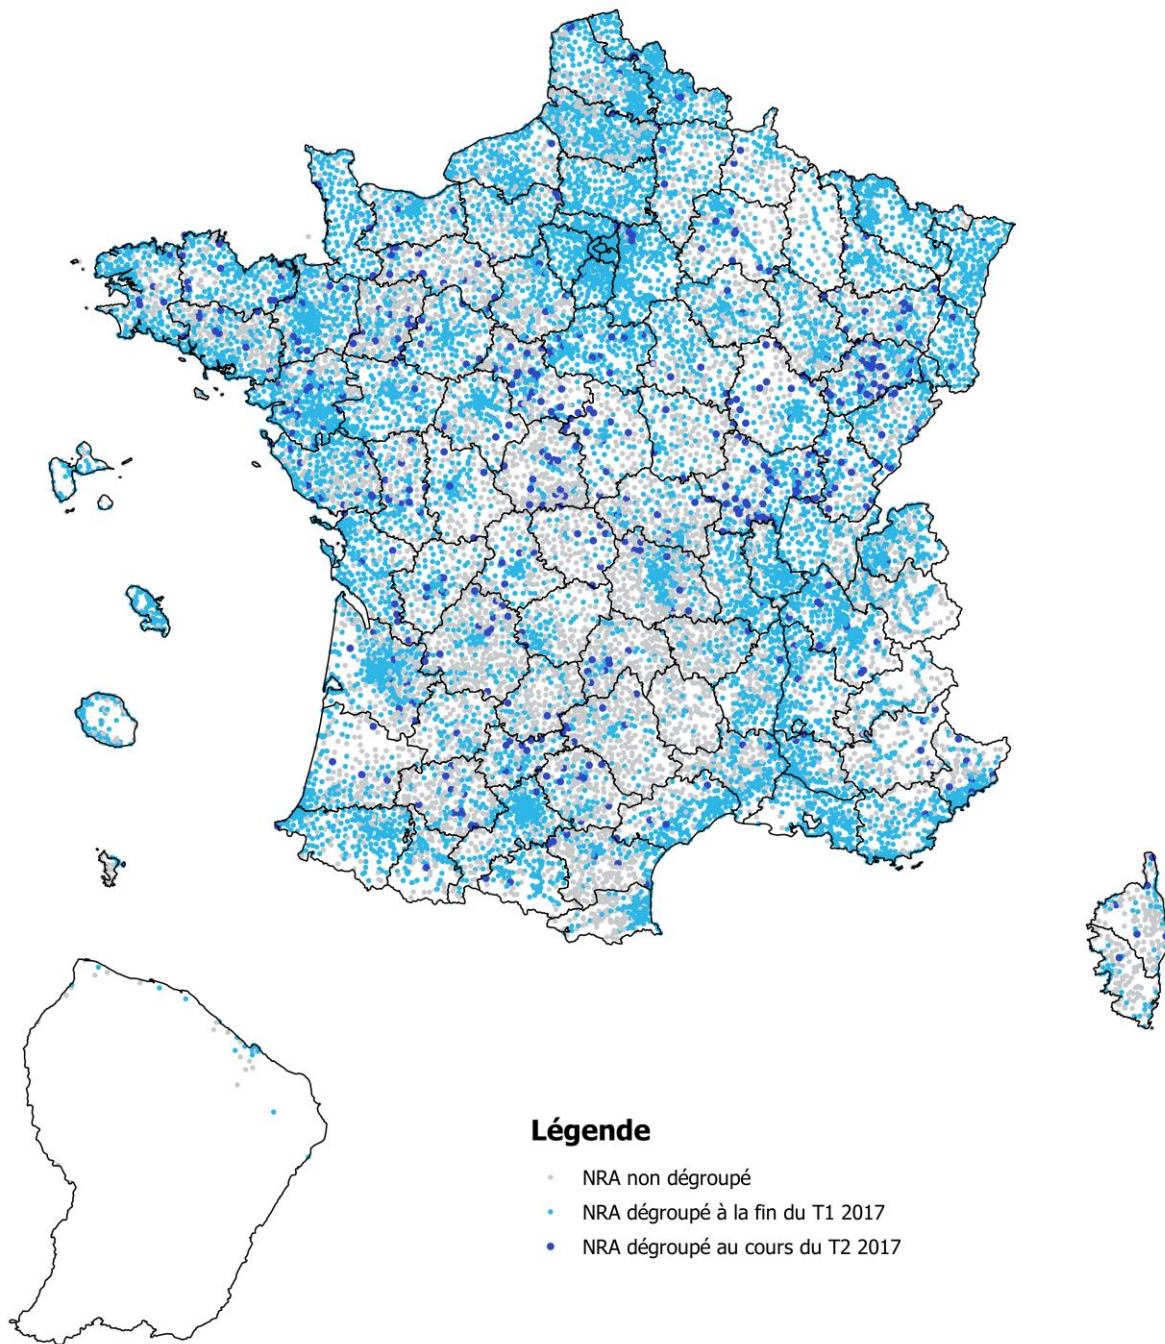 Légende
NRA non dégroupé
NRA dégroupé à la fin du T1 2017
NRA dégroupé au cours du T2 2017